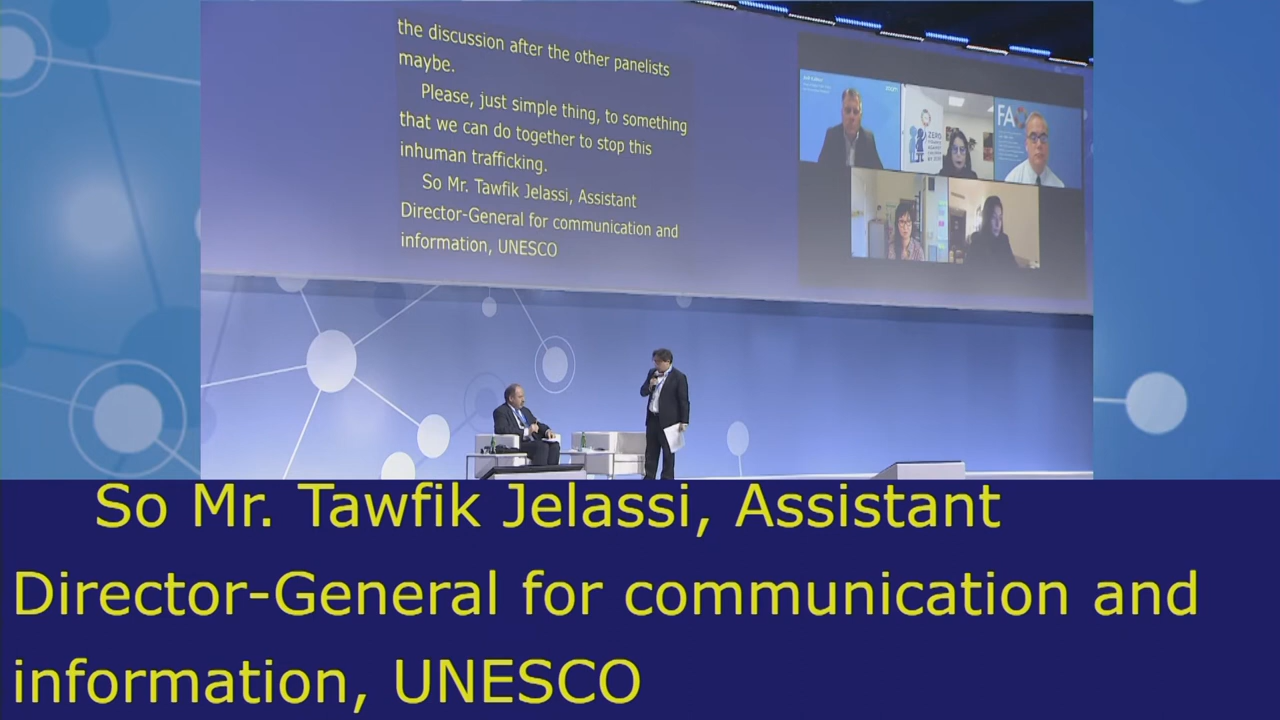 the discussion after the other panelists
maybe.
Please, just simple thing, to something
that we can do together to stop this
inhuman trafficking.
So Mr. Tawfik Jelassi, Assistant
Director-General for communication and
information, UNESCO
ZERO
FA
So Mr. Tawfik Jelassi, Assistant
Director-General for communication and
information, UNESCO